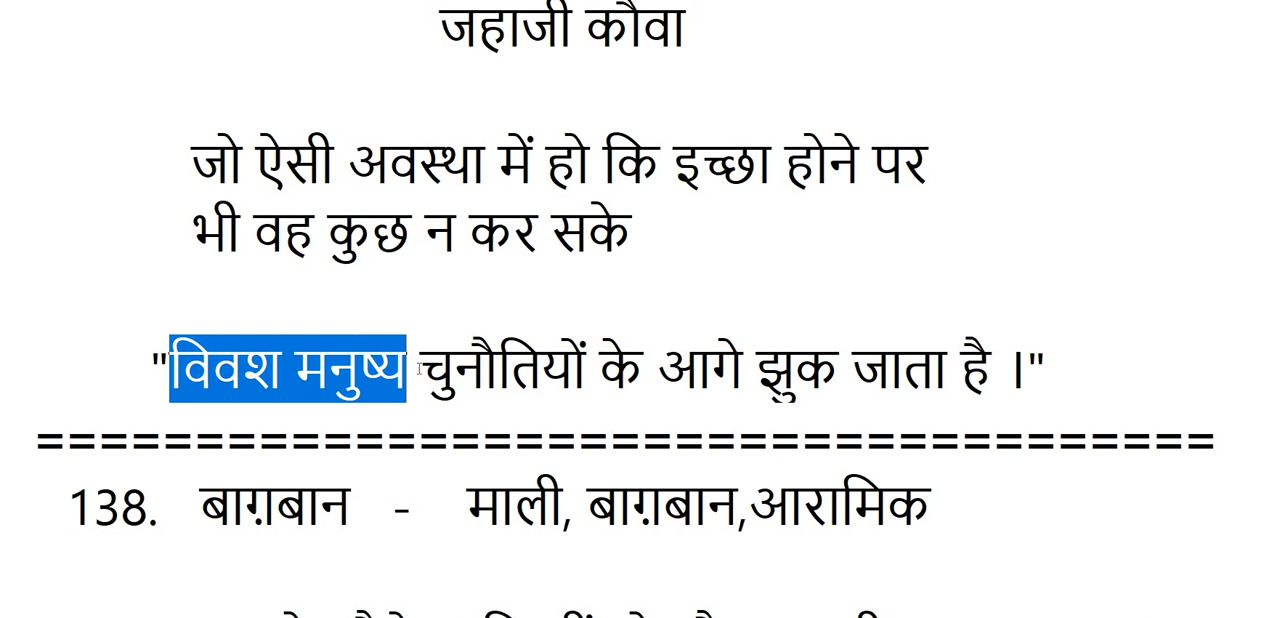 जहाजी कौवा
जो ऐसी अवस्था में हो कि इच्छा होने पर
भी वह कुछ न कर सके
"विवश मनुष्य चुनौतियों के आगे झुक जाता है ।"
=====================================
138. बाग़बान - माली, बाग़बान,आरामिक